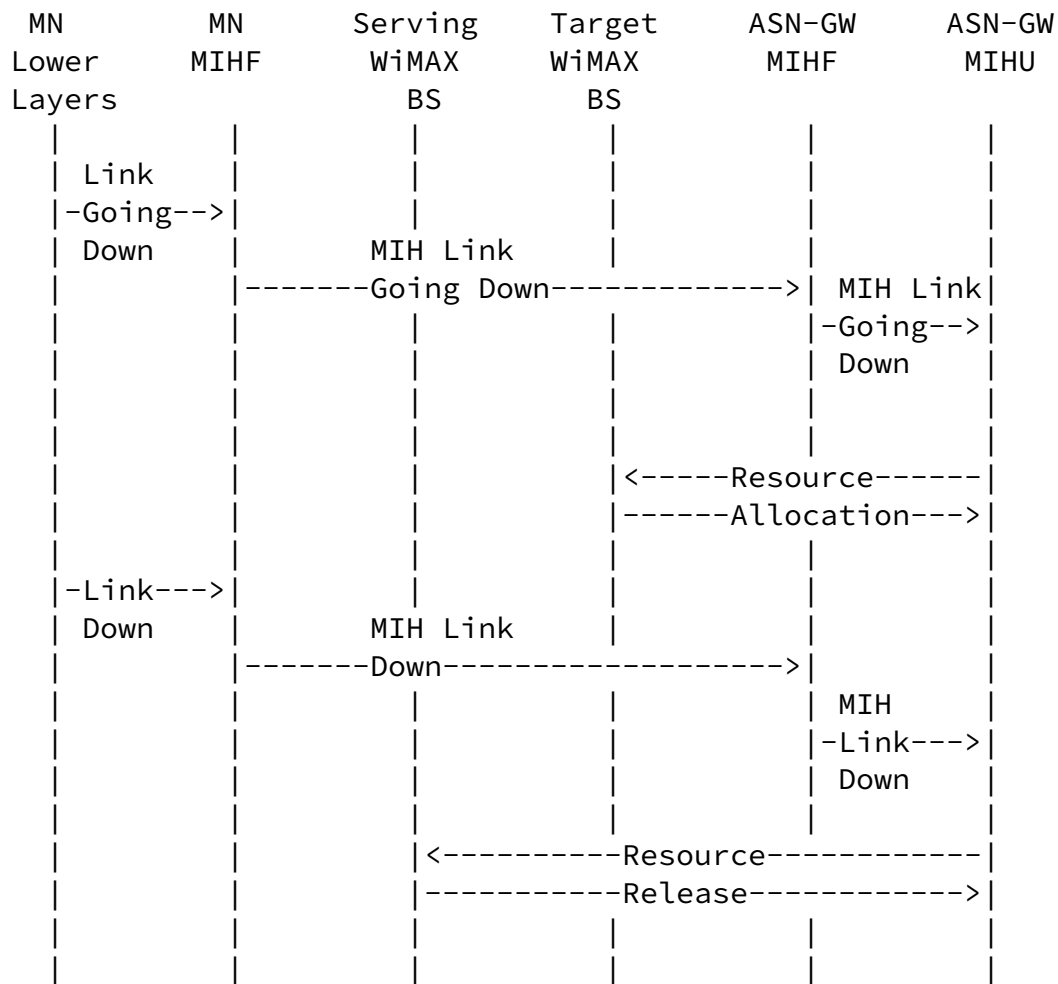 MN MN Serving Target ASN-GW ASN-GW
Lower MIHF WiMAX WiMAX MIHF MIHU
Layers BS BS
| | | | | |
| Link | | | | |
|-Going-->| | | | |
| Down | MIH Link | | |
| |-------Going Down------------->| MIH Link|
| | | | |-Going-->|
| | | | | Down |
| | | | | |
| | | | | |
| | | |<-----Resource------|
| | | |------Allocation--->|
| | | | | |
|-Link--->| | | | |
| Down | MIH Link | | |
| |-------Down------------------->| |
| | | | | MIH |
| | | | |-Link--->|
| | | | | Down |
| | | | | |
| | |<----------Resource------------|
| | |-----------Release------------>|
| | | | | |
| | | | | |